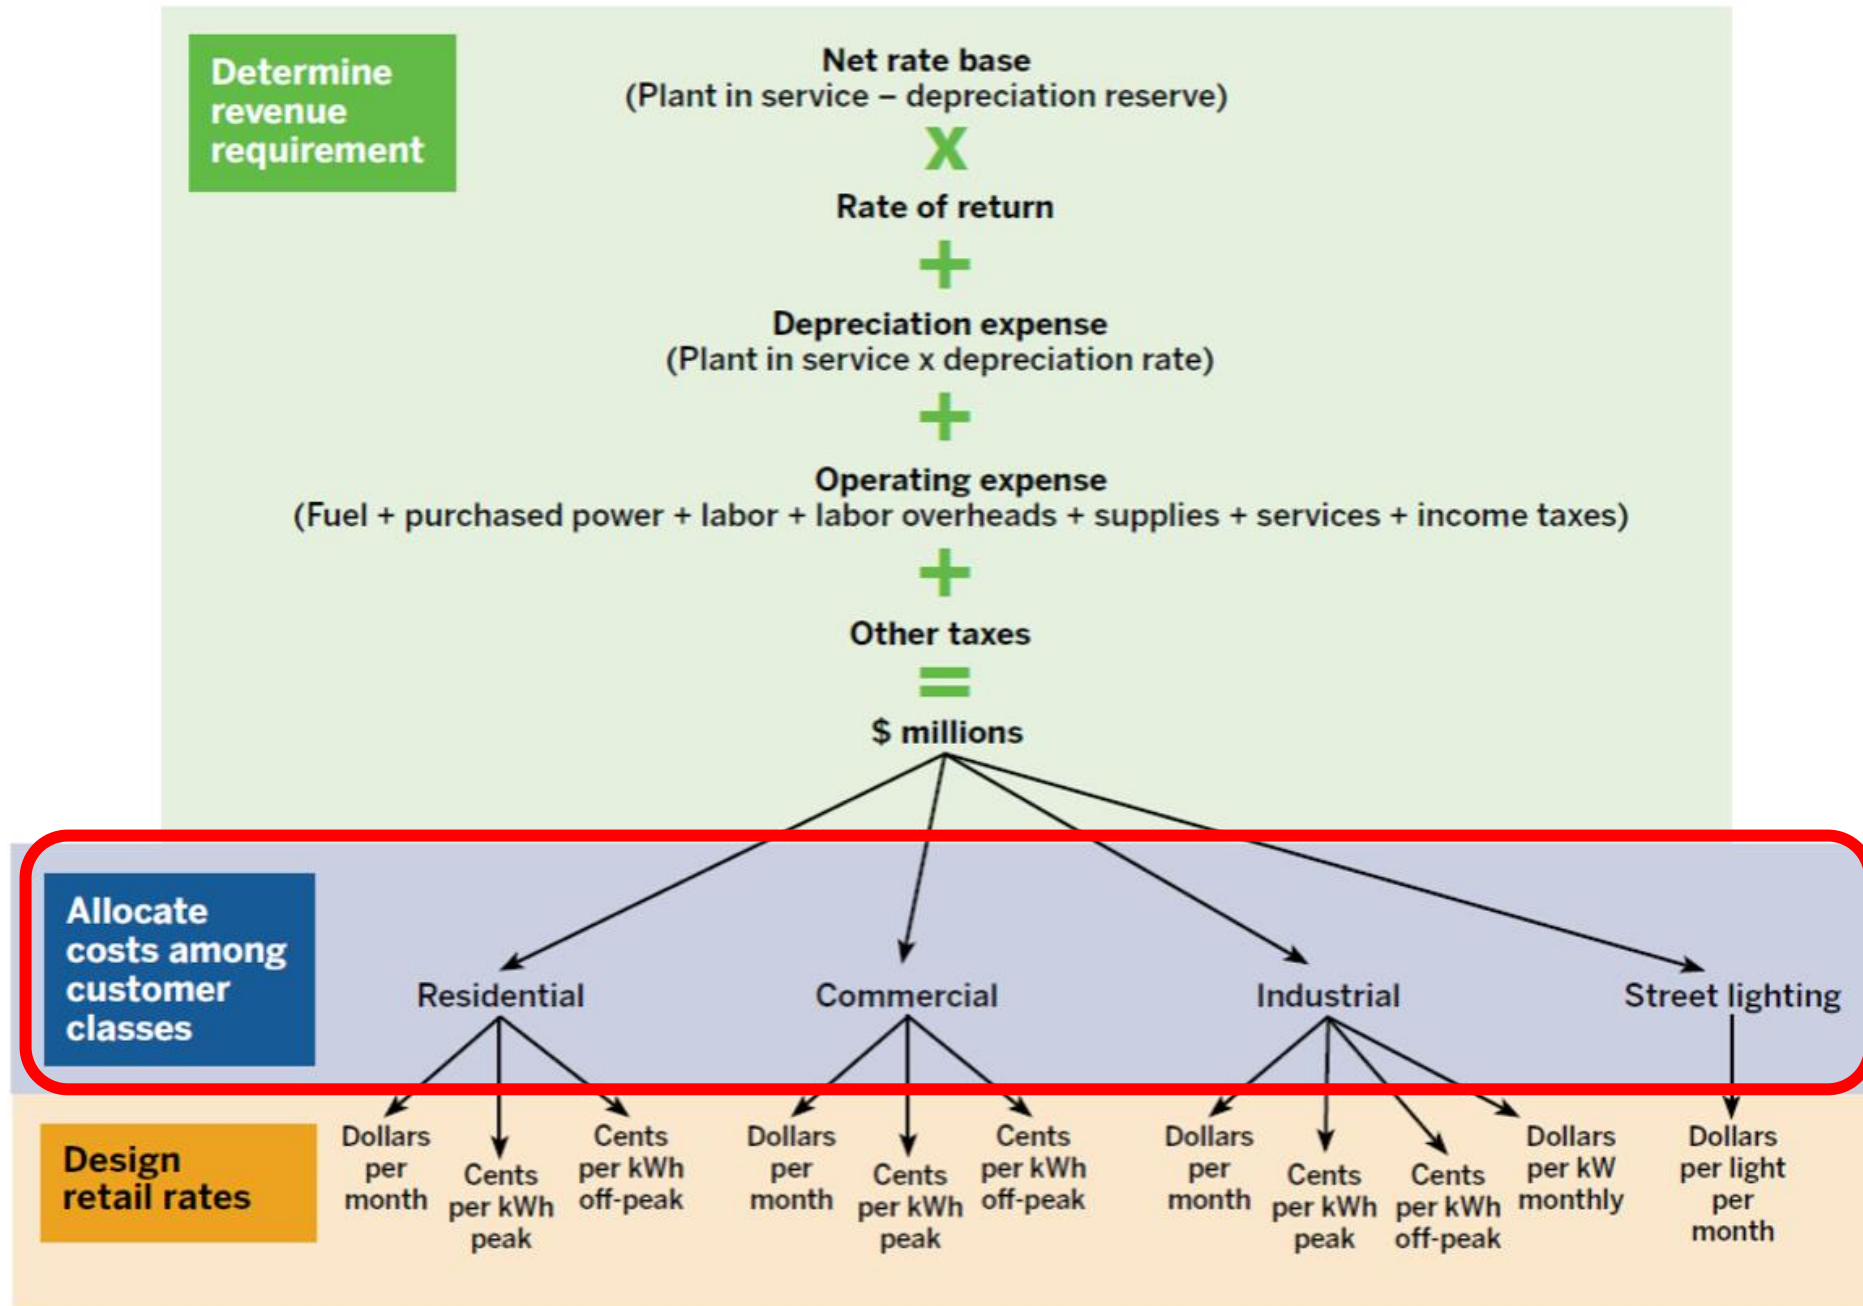 Determine
revenue
requirement
Net rate base
(Plant in service – depreciation reserve)
X
Rate of return
+
Depreciation expense
(Plant in service x depreciation rate)
+
Operating expense
(Fuel + purchased power + labor + labor overheads + supplies + services + income taxes)
+
Other taxes
=
$ millions
Allocate
costs among
customer
classes
Residential
Commercial
Industrial
Street lighting
Design
retail rates
Dollars
per
month
Cents
per kWh
peak
Cents
per kWh
off-peak
Dollars
per
month
Cents
per kWh
peak
Cents
per kWh
off-peak
Dollars
per
month
Cents
per kWh
peak
Cents
per kWh
off-peak
Dollars
per kW
monthly
Dollars
per light
per
month